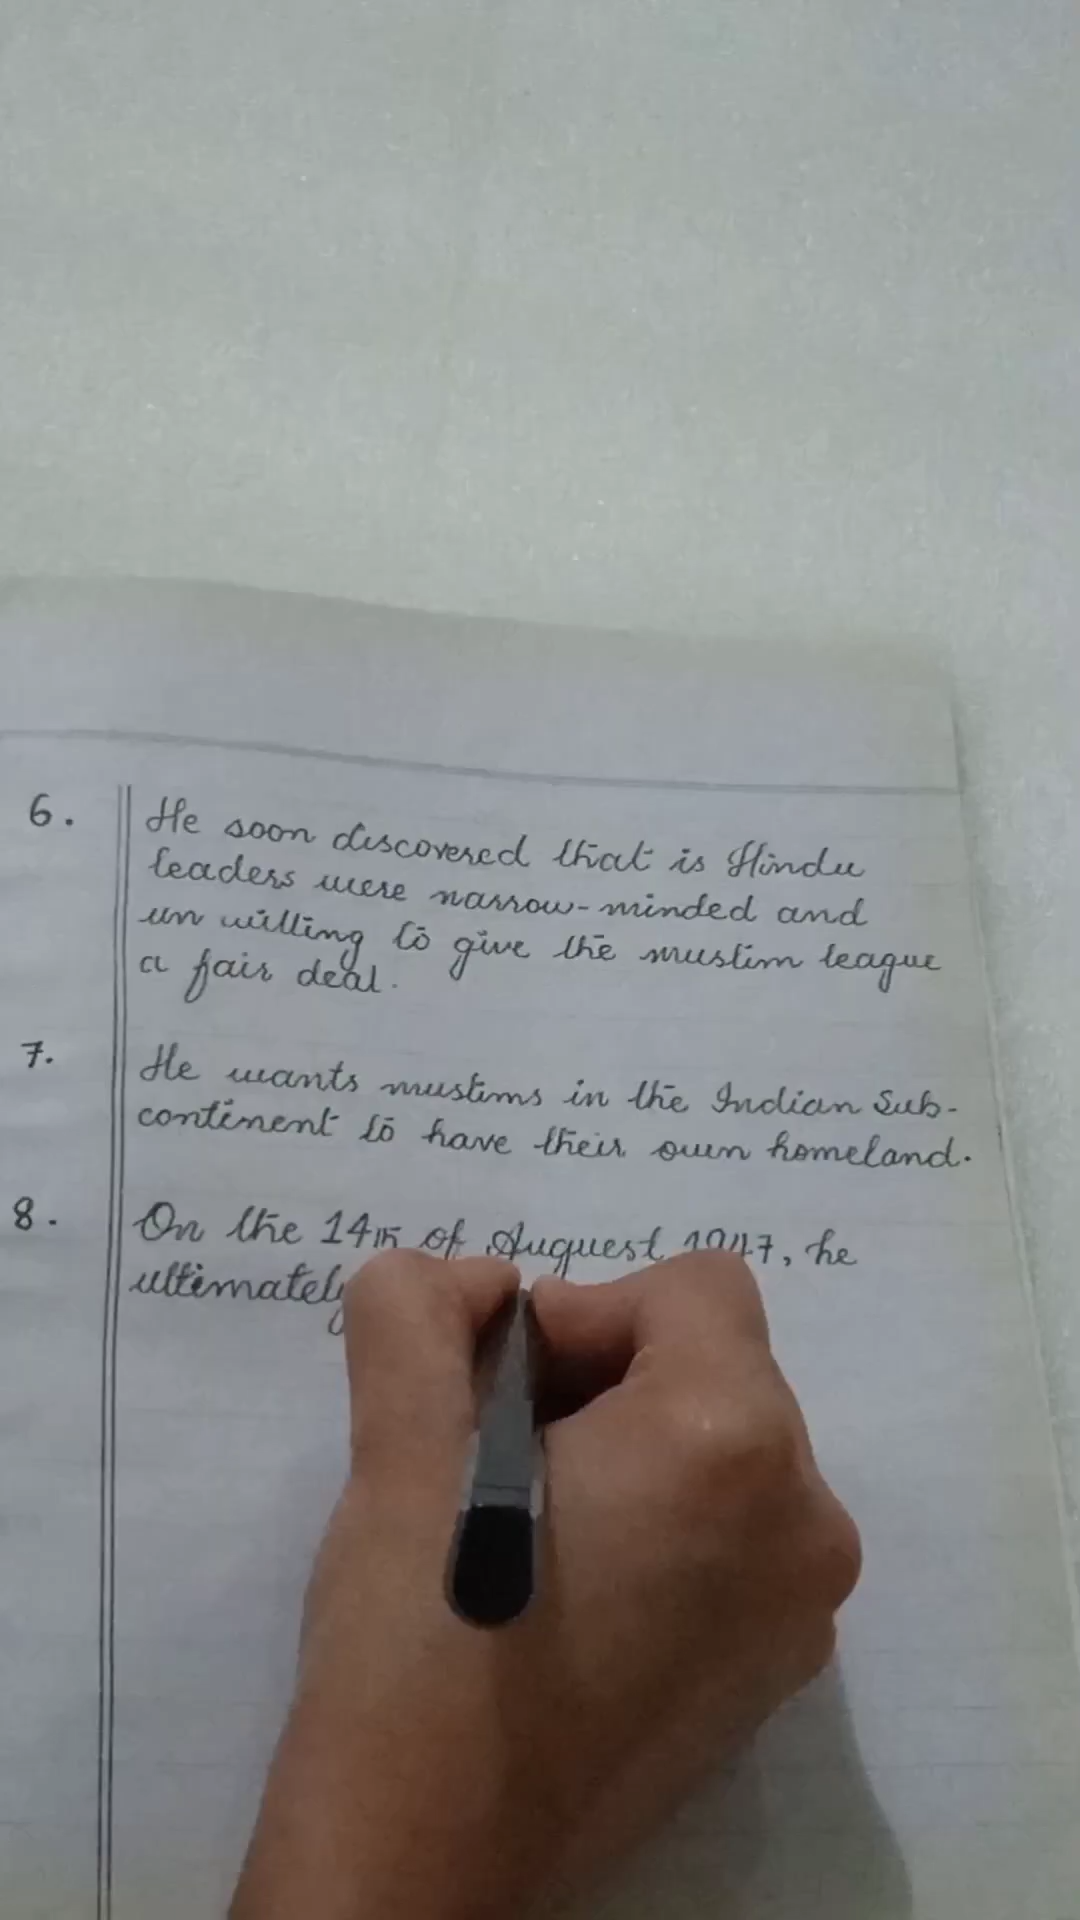 6. He soon discovered that is Hindu
leaders were narrow-minded and
un willing to give the muslim league
a fair deal.
7. He wants muslims in the Indian Sub-
continent to have their own homeland.
8. On the 14th of Auguest 1947, he
ultimately